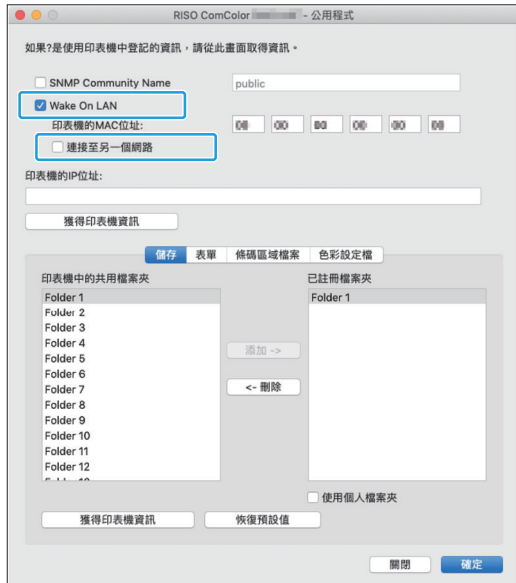 RISO ComColor - 公用程式
如果?是使用印表機中登記的資訊，請從此畫面取得資訊。
SNMP Community Name
public
Wake On LAN
印表機的MAC位址:
連接至另一個網路
印表機的IP位址:
獲得印表機資訊
儲存 表單 條碼區域檔案 色彩設定檔
印表機中的共用檔案夾
已註冊檔案夾
Folder 1
Folder 2
Folder 3
Folder 4
Folder 5
Folder 6
Folder 7
Folder 8
Folder 9
Folder 10
Folder 11
Folder 12
Folder 1
添加 ->
<- 刪除
使用個人檔案夾
獲得印表機資訊
恢復預設值
關閉
確定